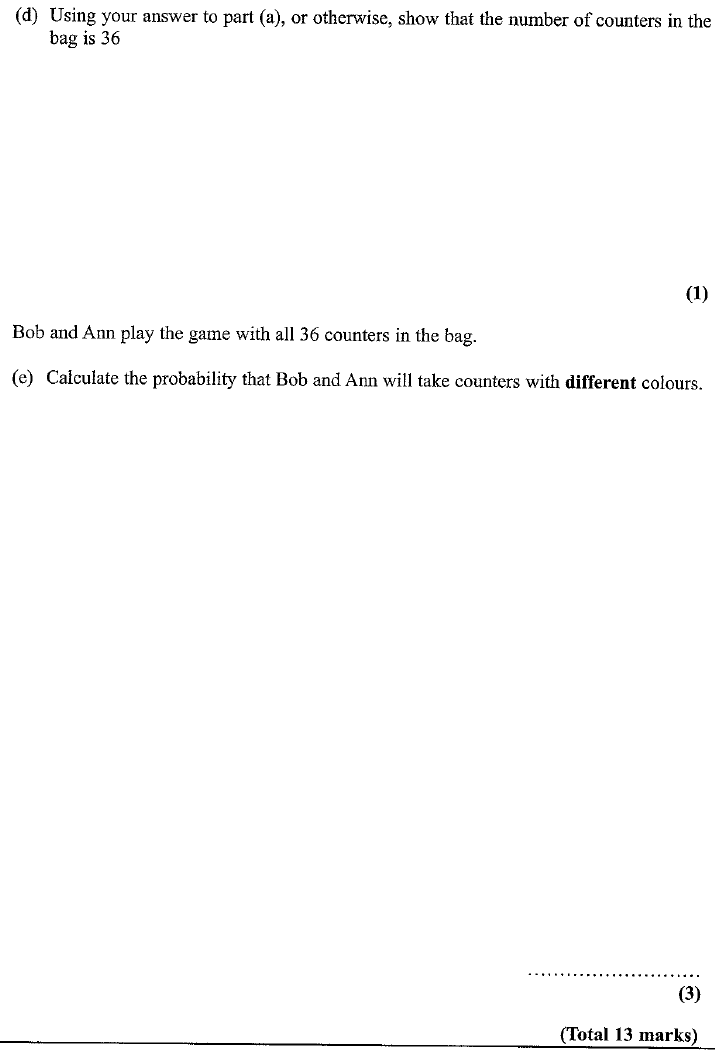 (d) Using your answer to part (a), or otherwise, show that the number of counters in the
bag is 36
(1)
Bob and Ann play the game with all 36 counters in the bag.
(e) Calculate the probability that Bob and Ann will take counters with different colours.
..............................
(3)
(Total 13 marks)